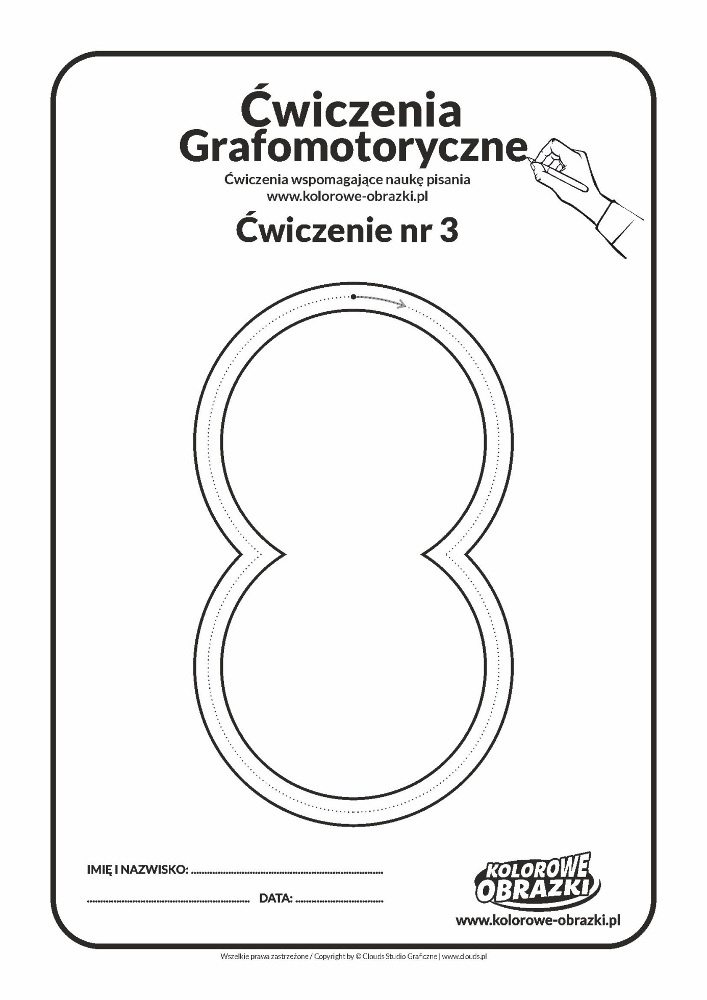 Ćwiczenia
Grafomotoryczne
Ćwiczenia wspomagające naukę pisania
www.kolorowe-obrazki.pl
Ćwiczenie nr 3
IMIĘ I NAZWISKO: ........................................................................
............................................................. DATA: .................................
KOLOROWE
OBRAZKI
www.kolorowe-obrazki.pl
Wszelkie prawa zastrzeżone / Copyright by © Clouds Studio Graficzne | www.clouds.pl